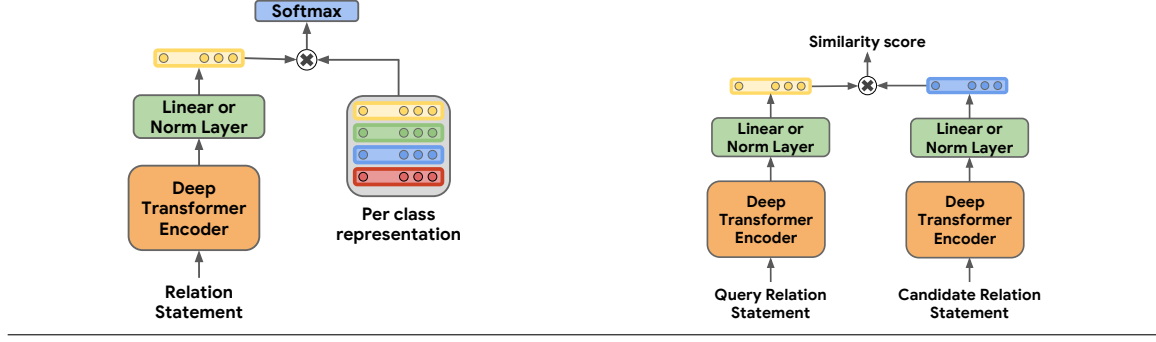 Softmax
Linear or
Norm Layer
Deep
Transformer
Encoder
Relation
Statement
Per class
representation
Similarity score
Linear or
Norm Layer
Deep
Transformer
Encoder
Query Relation
Statement
Linear or
Norm Layer
Deep
Transformer
Encoder
Candidate Relation
Statement